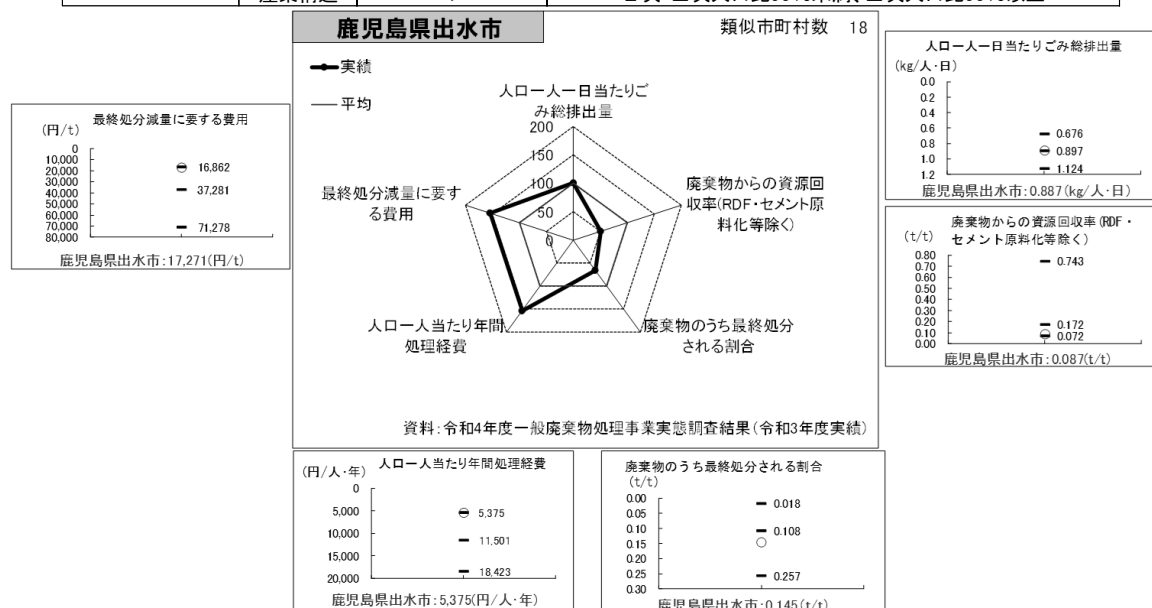 産業構造
鹿児島県出水市
類似市町村数 18
実績
平均
人口一人一日当たりご
み総排出量
200
150
100
50
0
廃棄物からの資源回
収率(RDF・セメント原
料化等除く)
廃棄物のうち最終処分
される割合
人口一人当たり年間
処理経費
最終処分減量に要す
る費用
資料:令和4年度一般廃棄物処理事業実態調査結果(令和3年度実績)
最終処分減量に要する費用
(円/t)
0
10,000
20,000
30,000
40,000
50,000
60,000
70,000
80,000
16,862
37,281
71,278
鹿児島県出水市:17,271(円/t)
人口一人一日当たりごみ総排出量
(kg/人・日)
0.0
0.2
0.4
0.6
0.8
1.0
1.2
0.676
0.897
1.124
鹿児島県出水市:0.887(kg/人・日)
廃棄物からの資源回収率(RDF・
セメント原料化等除く)
(t/t)
0.80
0.70
0.60
0.50
0.40
0.30
0.20
0.10
0.00
0.743
0.172
0.072
鹿児島県出水市:0.087(t/t)
人口一人当たり年間処理経費
(円/人・年)
0
5,000
10,000
15,000
20,000
5,375
11,501
18,423
鹿児島県出水市:5,375(円/人・年)
廃棄物のうち最終処分される割合
(t/t)
0.00
0.05
0.10
0.15
0.20
0.25
0.30
0.018
0.108
0.257
鹿児島県出水市:0.145(t/t)